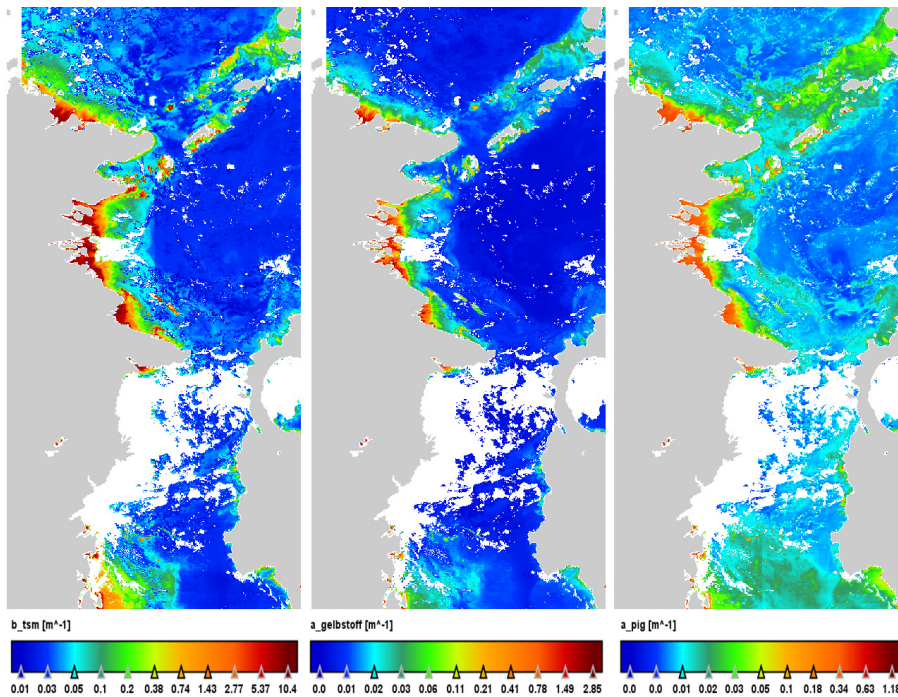 b_tsm [m^-1]
0.01 0.03 0.05 0.1 0.2 0.38 0.74 1.43 2.77 5.37 10.4
a_gelbstoff [m^-1]
0.0 0.0 0.02 0.03 0.06 0.11 0.21 0.41 0.78 1.49 2.85
a_pig [m^-1]
0.0 0.0 0.01 0.02 0.03 0.05 0.1 0.19 0.34 0.63 1.18